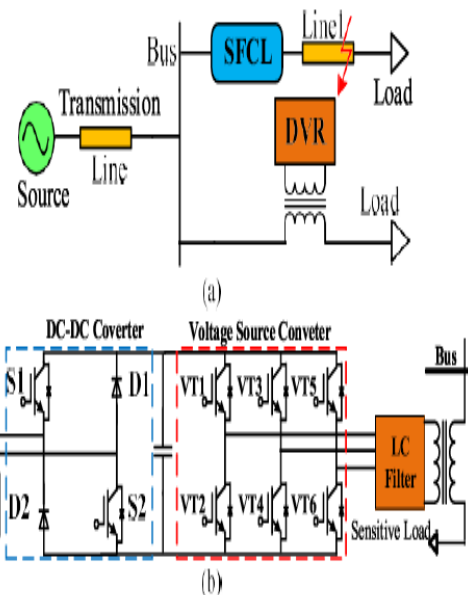 Line1
Bus
SFCL
Load
Transmission
DVR
Line
Source
Load
(a)
DC-DC Coverter
Voltage Source Conveter
Bus
S1
D1
VT1
VT3
VT5
LC
Filter
D2
S2
VT2
VT4
VT6
Sensitive Load
(b)